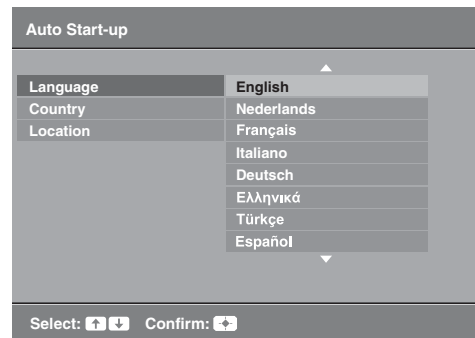 Auto Start-up
Language
Country
Location
English
Nederlands
Français
Italiano
Deutsch
Ελληνικά
Türkçe
Español
Select: Confirm: